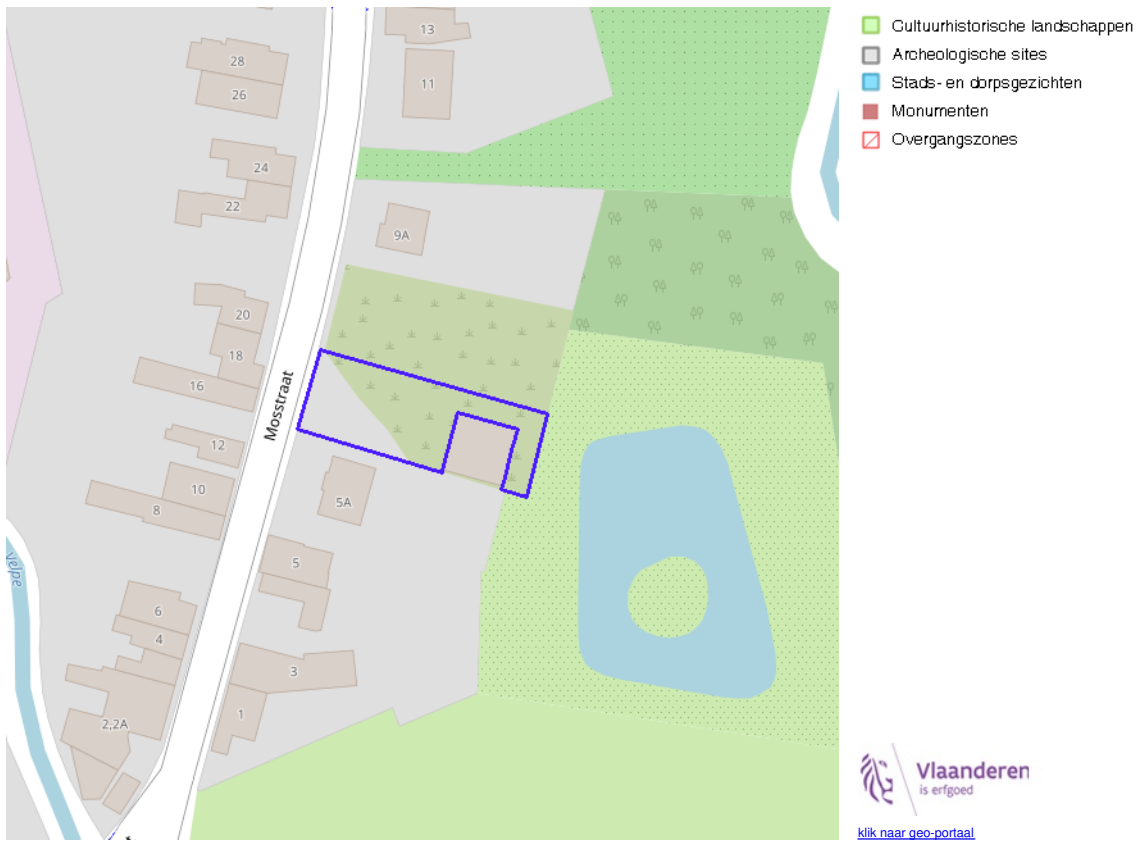 13
28
11
26
24
22
9A
20
18
16
Mosstraat
12
10
5A
8
velpe
5
6
4
3
1
2,2A
Cultuurhistorische landschappen
Archeologische sites
Stads- en dorpsgezichten
Monumenten
Overgangszones
Vlaanderen
is erfgoed
klik naar geo-portaal